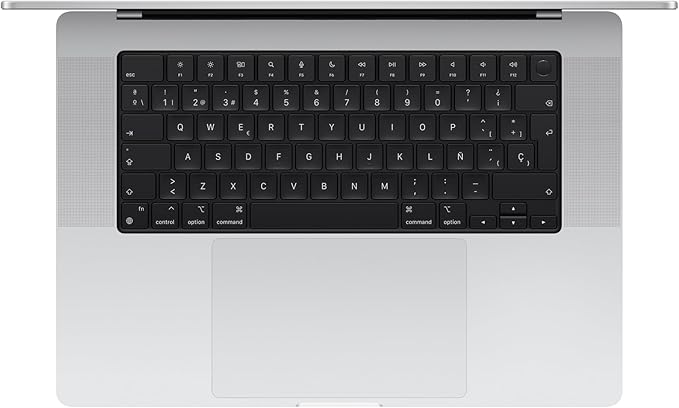 esc F1 F2 F3 F4 F5 F6 F7 F8 F9 F10 F11 F12
ª ! " · $ % & / ( ) = ? ¿
º \ 1 | 2 @ 3 # 4 5 6 7 8 9 0 ' ¡
Q W E € R T Y U I O P ^ ` [ * + ]
A S D F G H J K L Ñ ¨ ´ { Ç }
> < Z X C V B N M ; , : . _ -
fn control option command command option